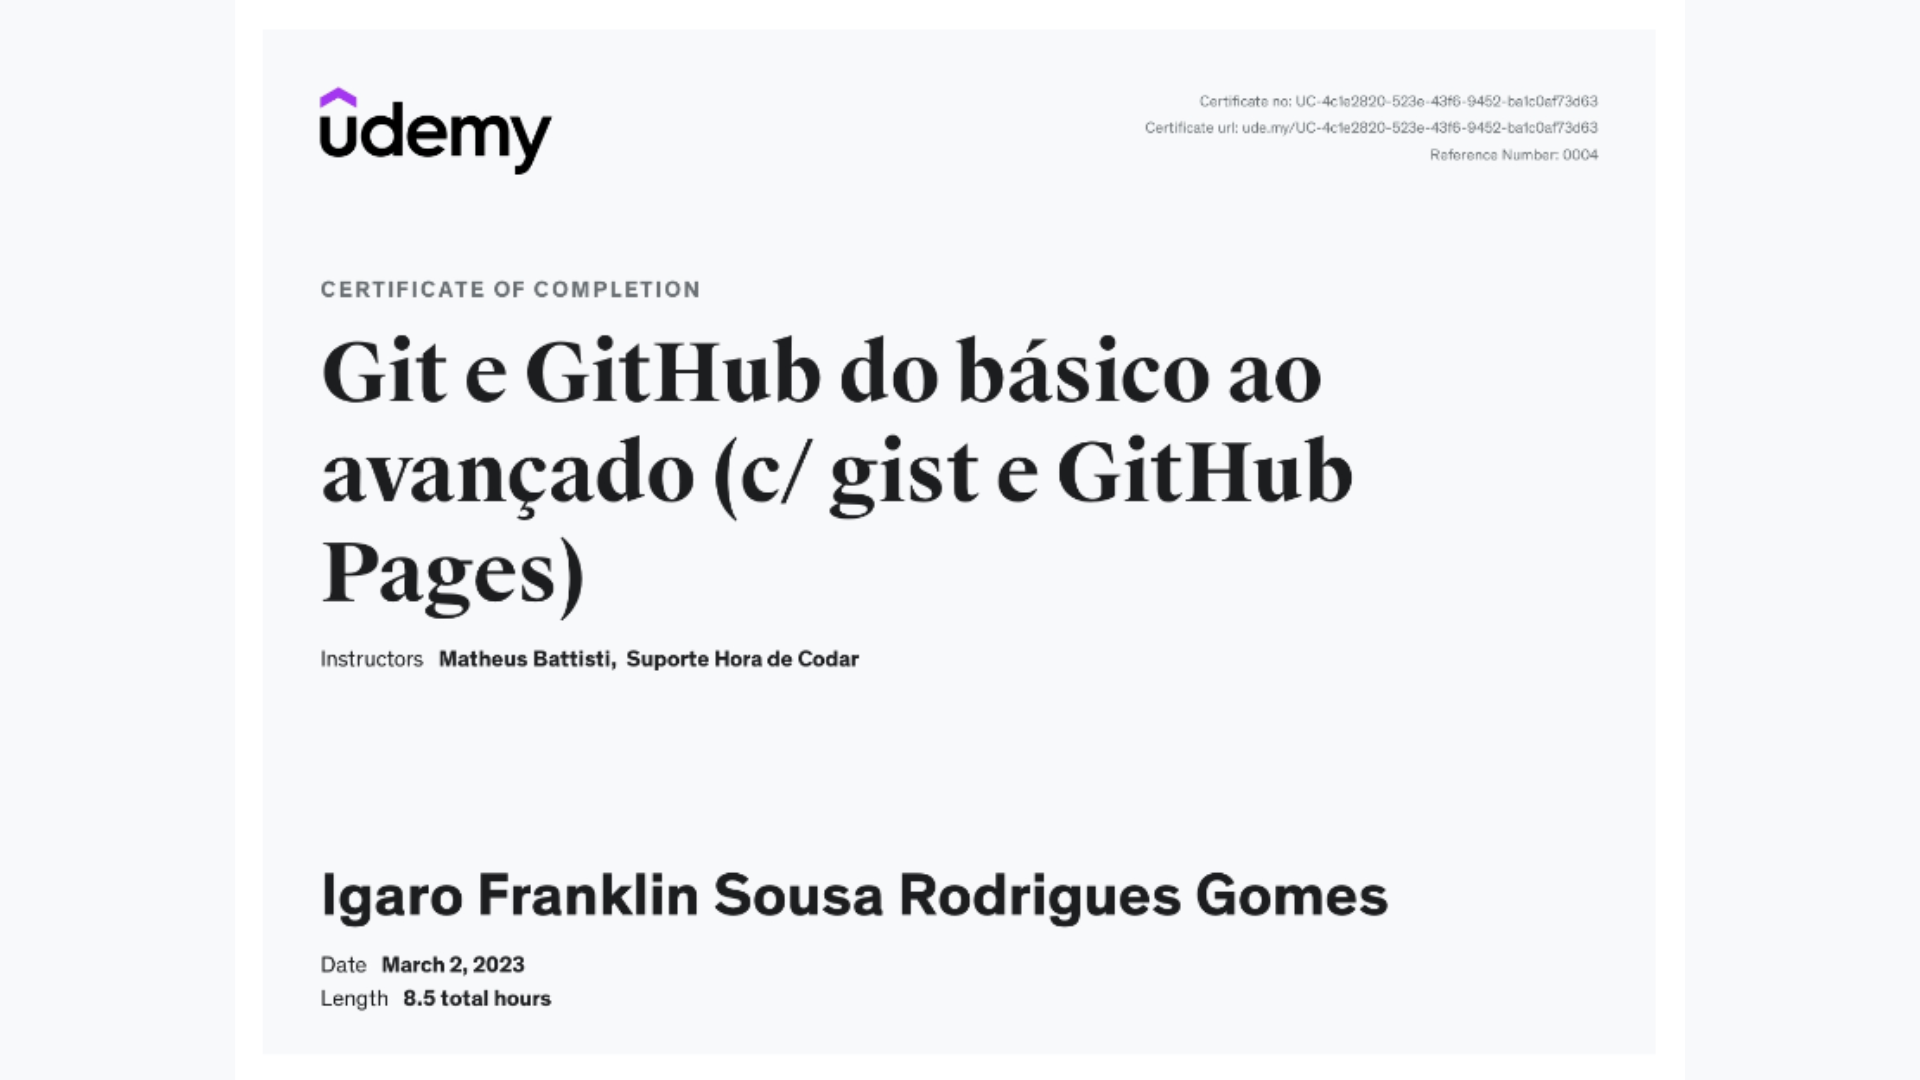 udemy
Certificate no: UC-4c1e2820-523e-43f6-9452-ba1c0af73d63
Certificate url: ude.my/UC-4c1e2820-523e-43f6-9452-ba1c0af73d63
Reference Number: 0004
CERTIFICATE OF COMPLETION
Git e GitHub do básico ao
avançado (c/ gist e GitHub
Pages)
Instructors Matheus Battisti, Suporte Hora de Codar
Igaro Franklin Sousa Rodrigues Gomes
Date March 2, 2023
Length 8.5 total hours